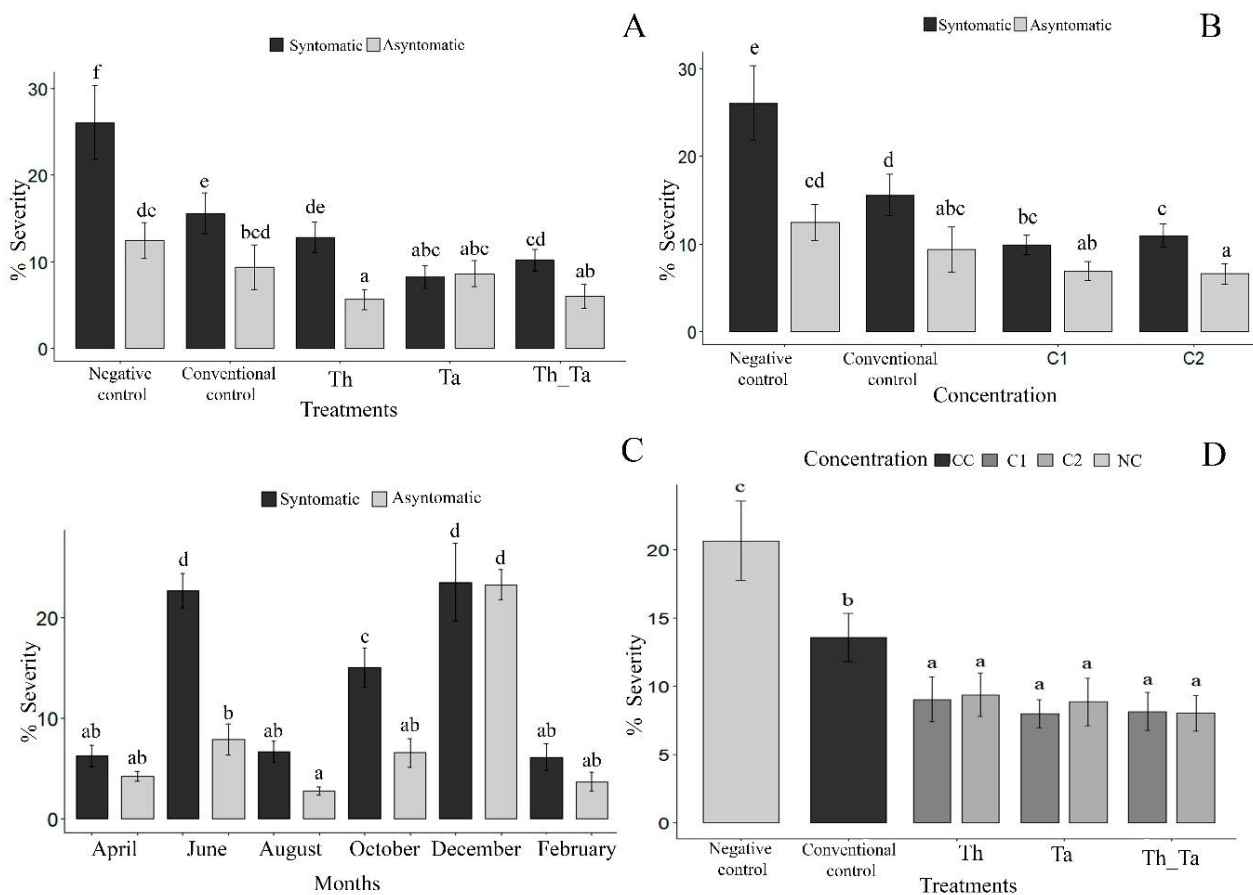 A
Syntomatic Asyntomatic
f
30
e
dc
de
bcd
cd
abc abc
ab
a
20
10
0
% Severity
Negative control
Conventional control
Th
Ta
Th_Ta
Treatments
B
Syntomatic Asyntomatic
e
30
d
cd
abc
bc
c
ab
a
20
10
0
% Severity
Negative control
Conventional control
C1
C2
Concentration
C
Syntomatic Asyntomatic
d
d d
c
b
ab ab
ab
a
ab
ab
ab
20
10
0
% Severity
April June August October December February
Months
D
Concentration CC C1 C2 NC
c
b
a a a a a a
20
15
10
5
0
% Severity
Negative control
Conventional control
Th
Ta
Th_Ta
Treatments